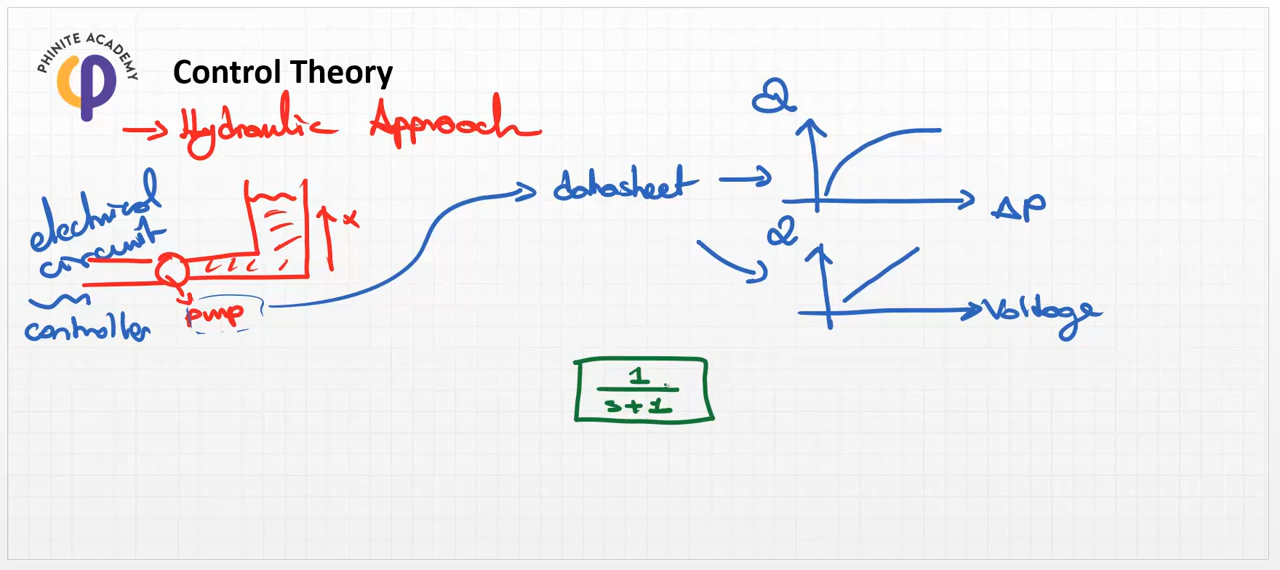 PHINITE ACADEMY
Control Theory
→ Hydraulic Approach
electrical
circuit
controller
pump
x
datasheet
Q
ΔP
Q
Voltage
1
s+1